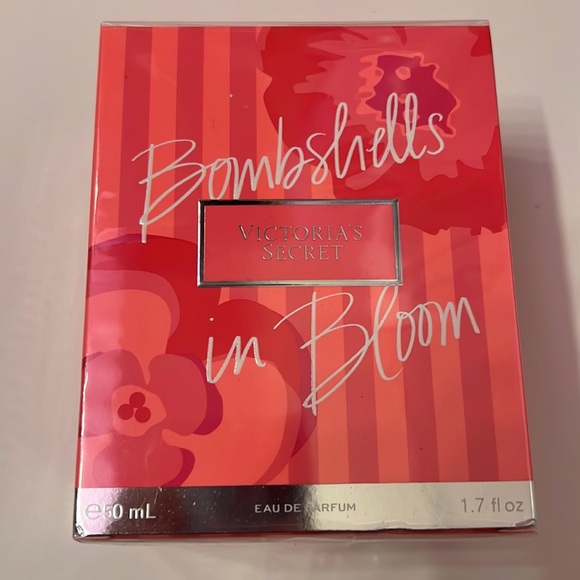 Bombshells
VICTORIA'S
SECRET
in Bloom
℮50 mL EAU DE PARFUM 1.7 fl oz